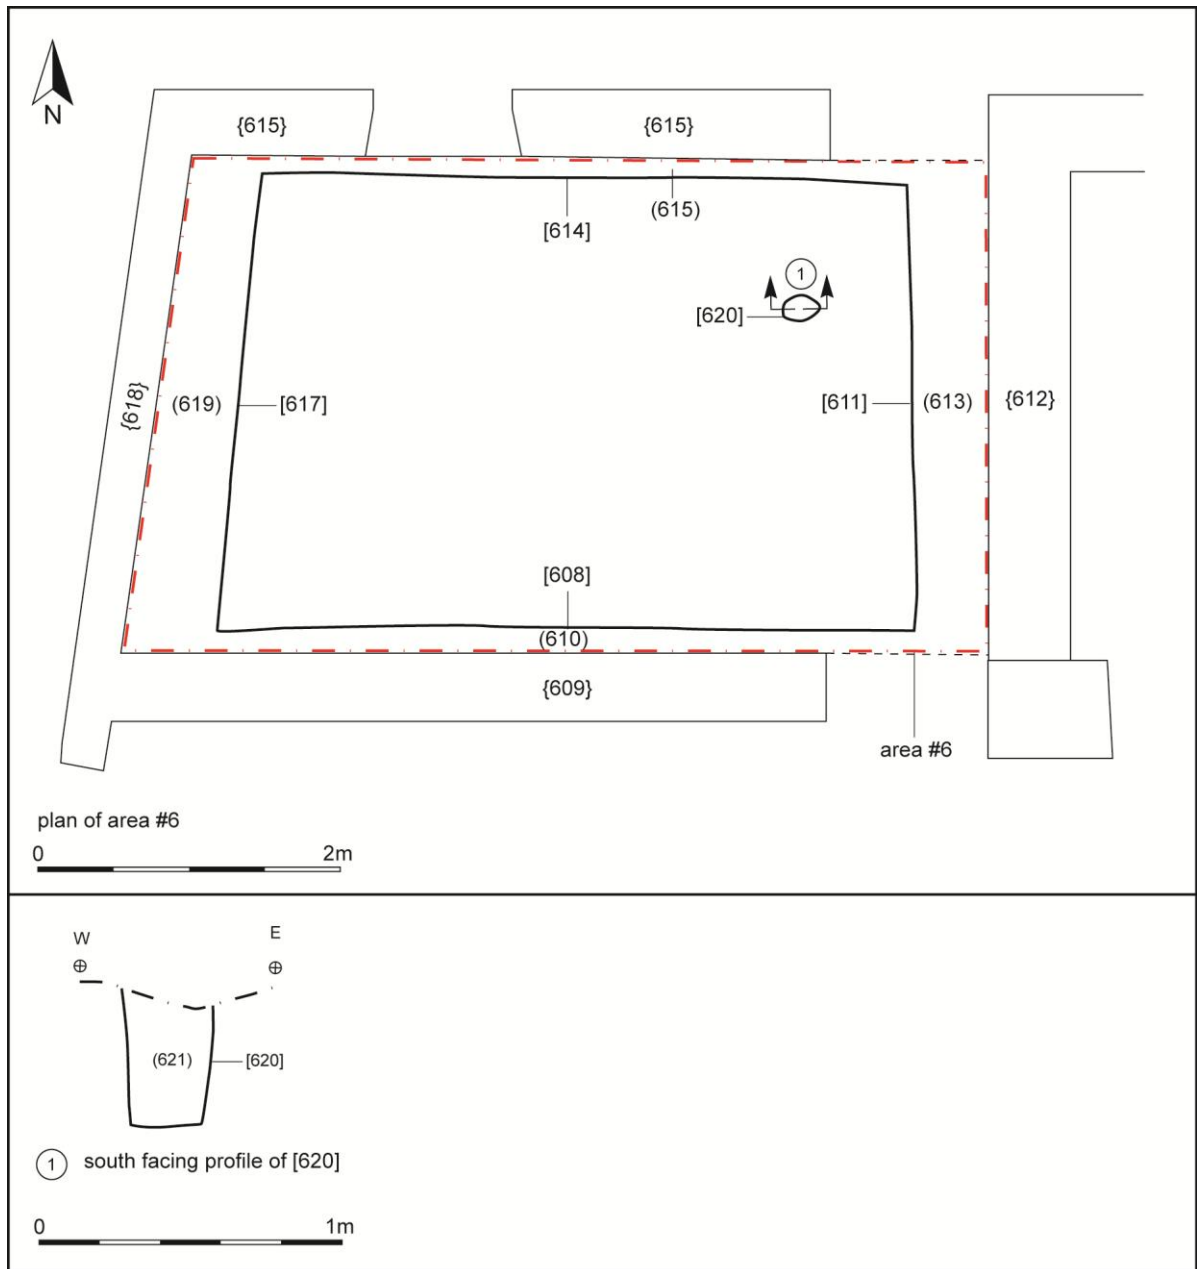 N
{615}
{615}
(615)
[614]
1
[620]
{618}
(619)
[617]
[611]
(613)
{612}
[608]
(610)
{609}
area #6
plan of area #6
0 2m
W E
(621)
[620]
1 south facing profile of [620]
0 1m